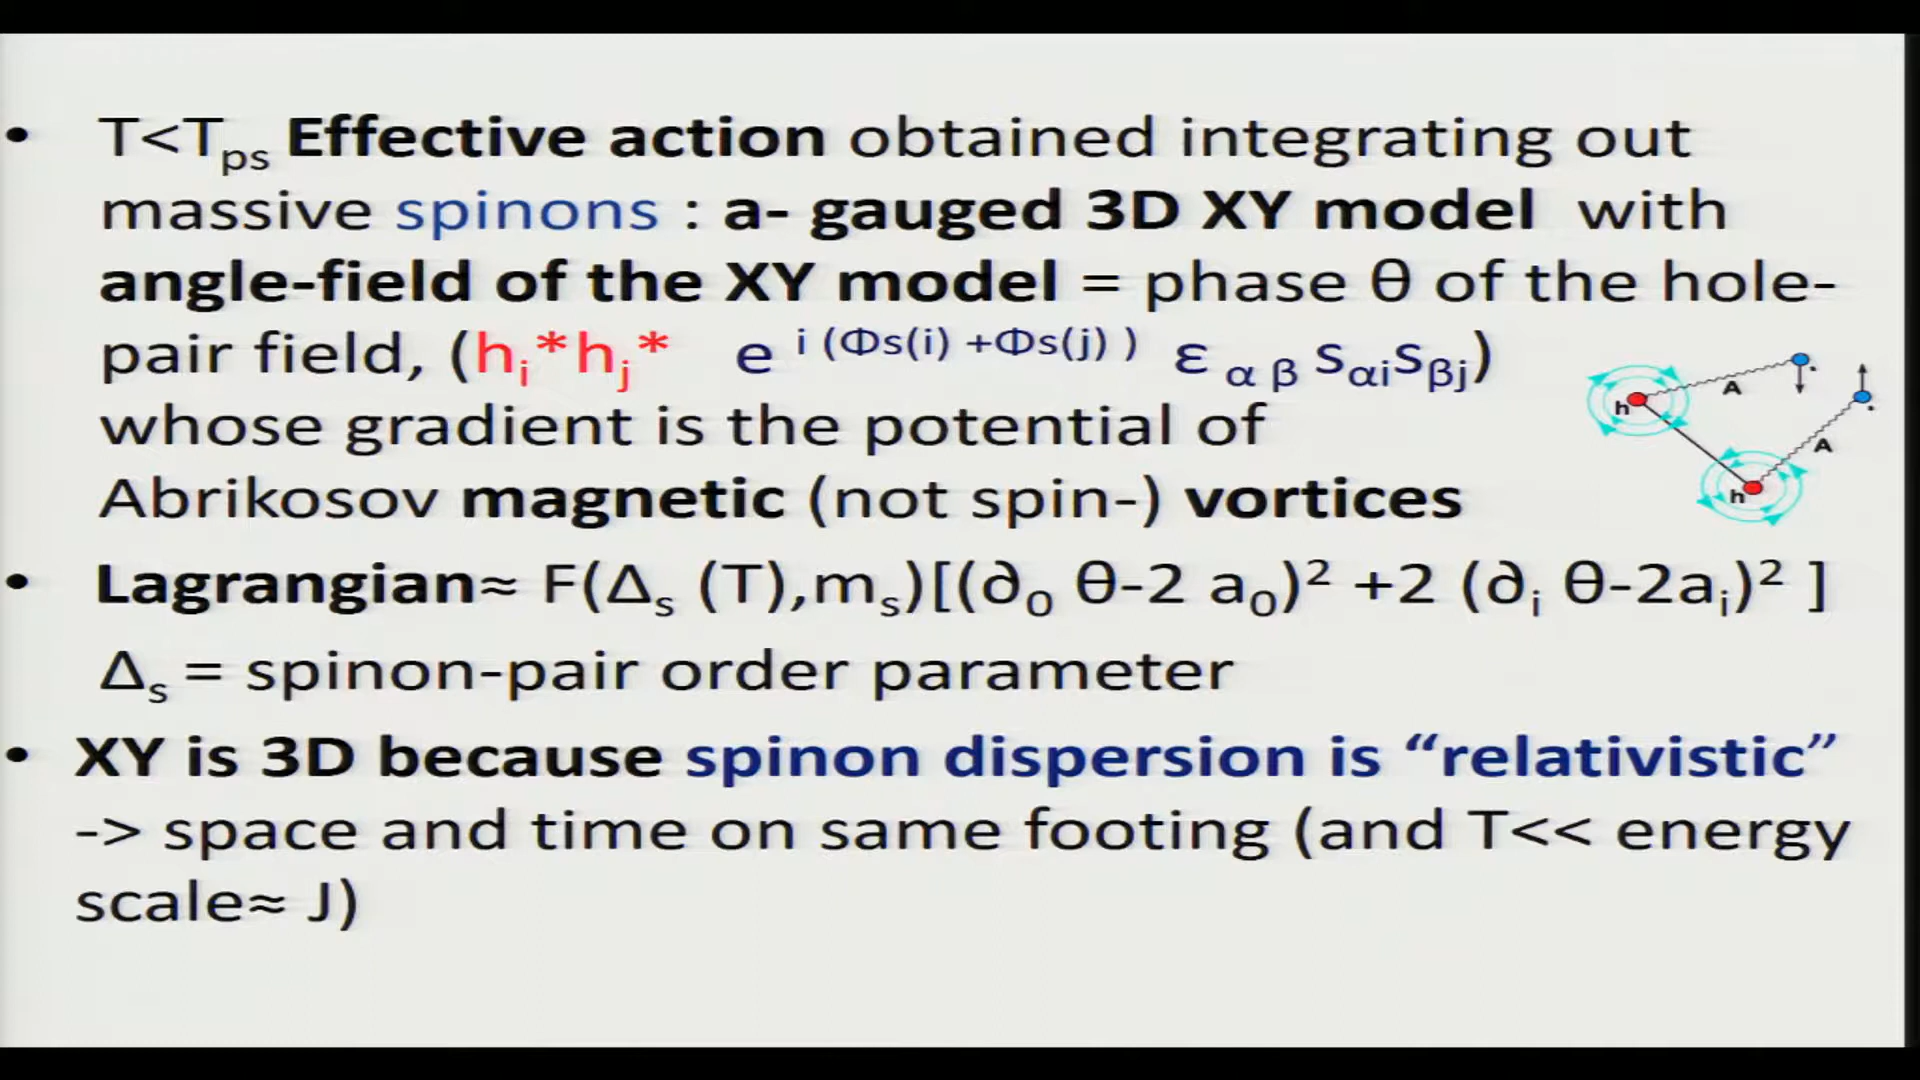 • T<Tps Effective action obtained integrating out
massive spinons : a- gauged 3D XY model with
angle-field of the XY model = phase θ of the hole-
pair field, (hi*hj* e i (Φs(i) +Φs(j) ) ε α β sαisβj)
whose gradient is the potential of
Abrikosov magnetic (not spin-) vortices
h A
A
h
• Lagrangian≈ F(Δs (T),ms)[(∂0 θ-2 a0)² +2 (∂i θ-2ai)² ]
Δs = spinon-pair order parameter
• XY is 3D because spinon dispersion is “relativistic”
-> space and time on same footing (and T<< energy
scale≈ J)